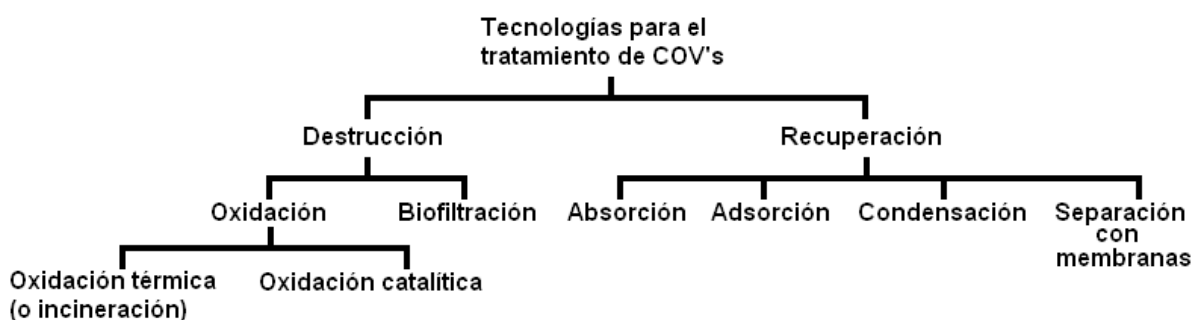 Tecnologías para el
tratamiento de COV's
Destrucción
Recuperación
Oxidación
Biofiltración
Absorción
Adsorción
Condensación
Separación
con
membranas
Oxidación térmica
(o incineración)
Oxidación catalítica